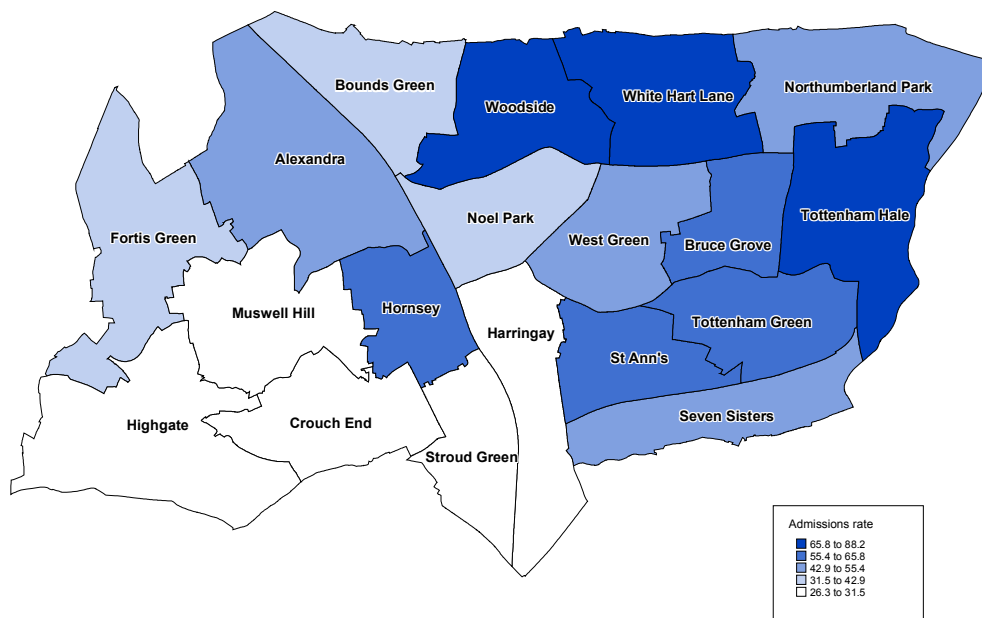 Bounds Green
Woodside
White Hart Lane
Northumberland Park
Alexandra
Noel Park
Tottenham Hale
Fortis Green
West Green
Bruce Grove
Muswell Hill
Hornsey
Harringay
Tottenham Green
St Ann's
Highgate
Crouch End
Seven Sisters
Stroud Green
Admissions rate
65.8 to 88.2
55.4 to 65.8
42.9 to 55.4
31.5 to 42.9
26.3 to 31.5